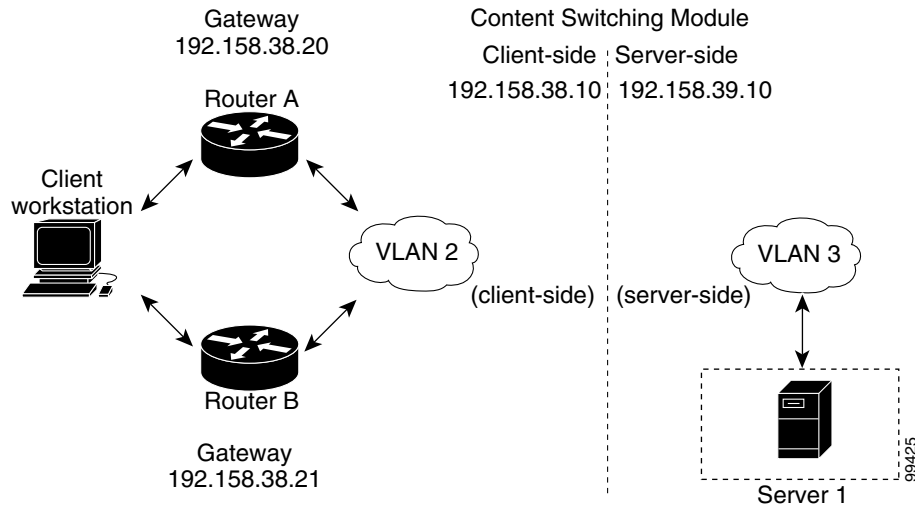 Gateway
192.158.38.20
Content Switching Module
Client-side
Server-side
192.158.38.10
192.158.39.10
Router A
Client
workstation
VLAN 2
VLAN 3
(client-side)
(server-side)
Router B
Gateway
192.158.38.21
Server 1
99425